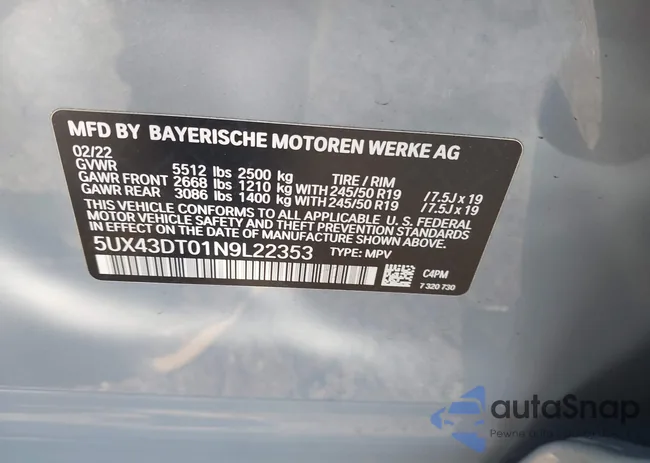 MFD BY BAYERISCHE MOTOREN WERKE AG
02/22
GVWR 5512 lbs 2500 kg TIRE / RIM
GAWR FRONT 2668 lbs 1210 kg WITH 245/50 R19 / 7.5J x 19
GAWR REAR 3086 lbs 1400 kg WITH 245/50 R19 / 7.5J x 19
THIS VEHICLE CONFORMS TO ALL APPLICABLE U.S. FEDERAL
MOTOR VEHICLE SAFETY, BUMPER, AND THEFT PREVENTION
STANDARDS IN EFFECT ON THE DATE OF MANUFACTURE SHOWN ABOVE.
5UX43DT01N9L22353 TYPE: MPV
C4PM
7 320 730
autoSnap
Pewne Auto